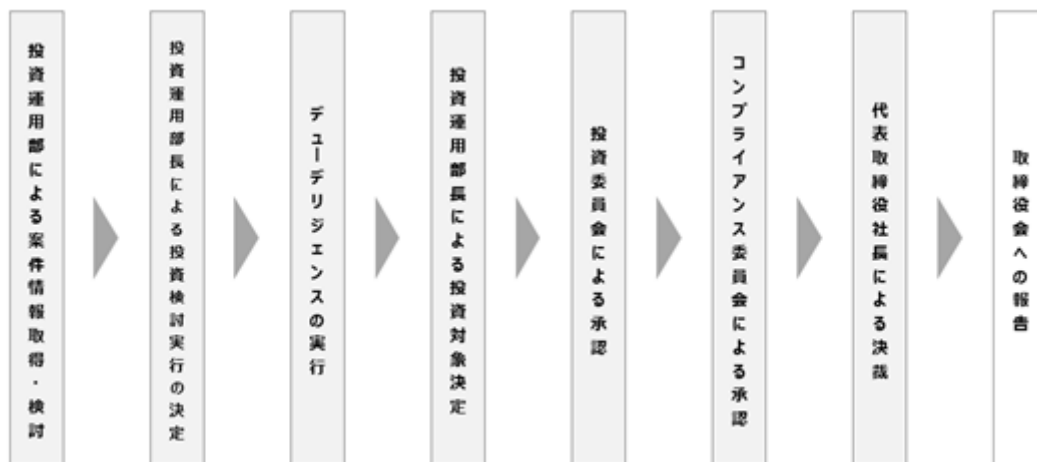 投資運用部による案件情報取得・検討
投資運用部長による投資検討実行の決定
デューデリジェンスの実行
投資運用部長による投資対象決定
投資委員会による承認
コンプライアンス委員会による承認
代表取締役社長による決裁
取締役会への報告